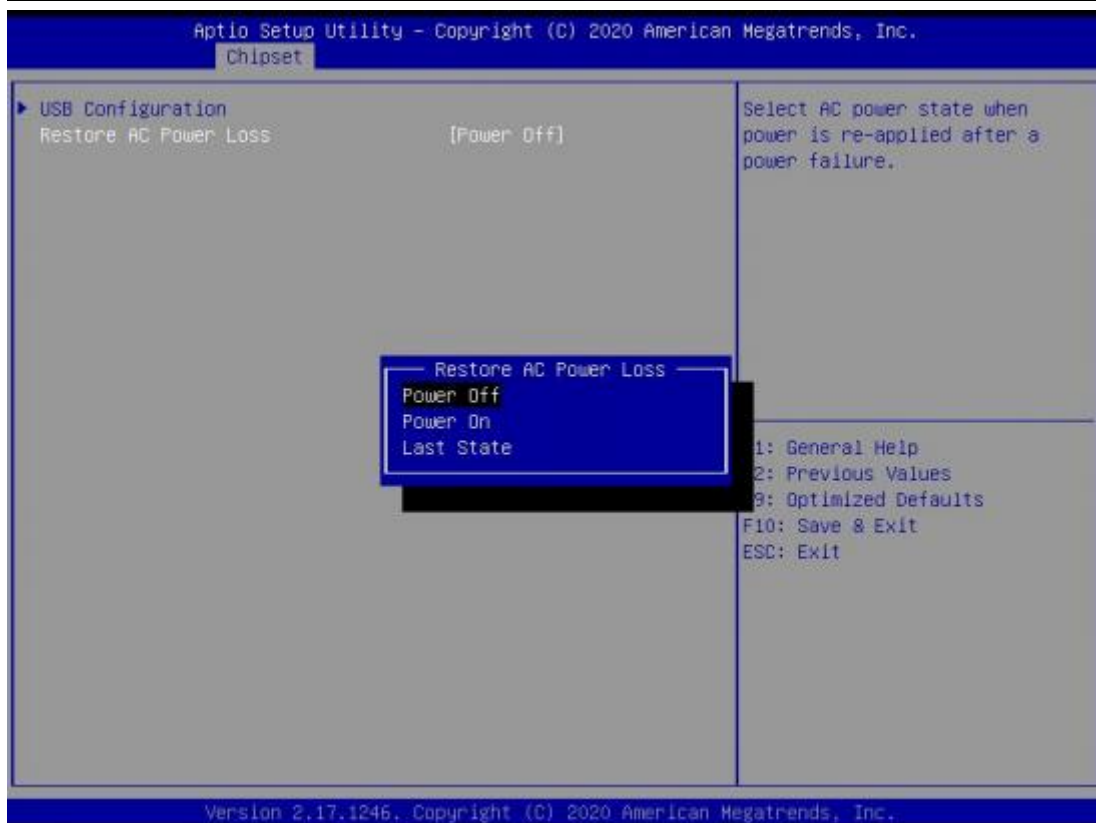 Aptio Setup Utility – Copyright (C) 2020 American Megatrends, Inc.
Chipset
USB Configuration
Restore AC Power Loss [Power Off]
Select AC power state when
power is re-applied after a
power failure.
Restore AC Power Loss
Power Off
Power On
Last State
1: General Help
2: Previous Values
9: Optimized Defaults
F10: Save & Exit
ESC: Exit
Version 2.17.1246. Copyright (C) 2020 American Megatrends, Inc.